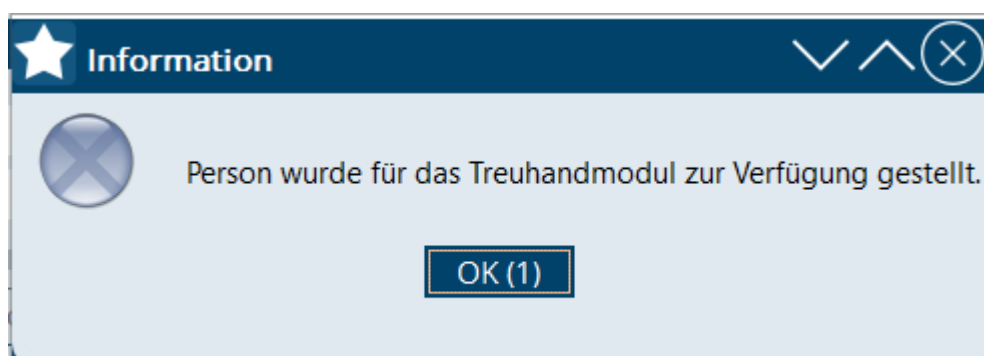 Information
Person wurde für das Treuhandmodul zur Verfügung gestellt.
OK (1)